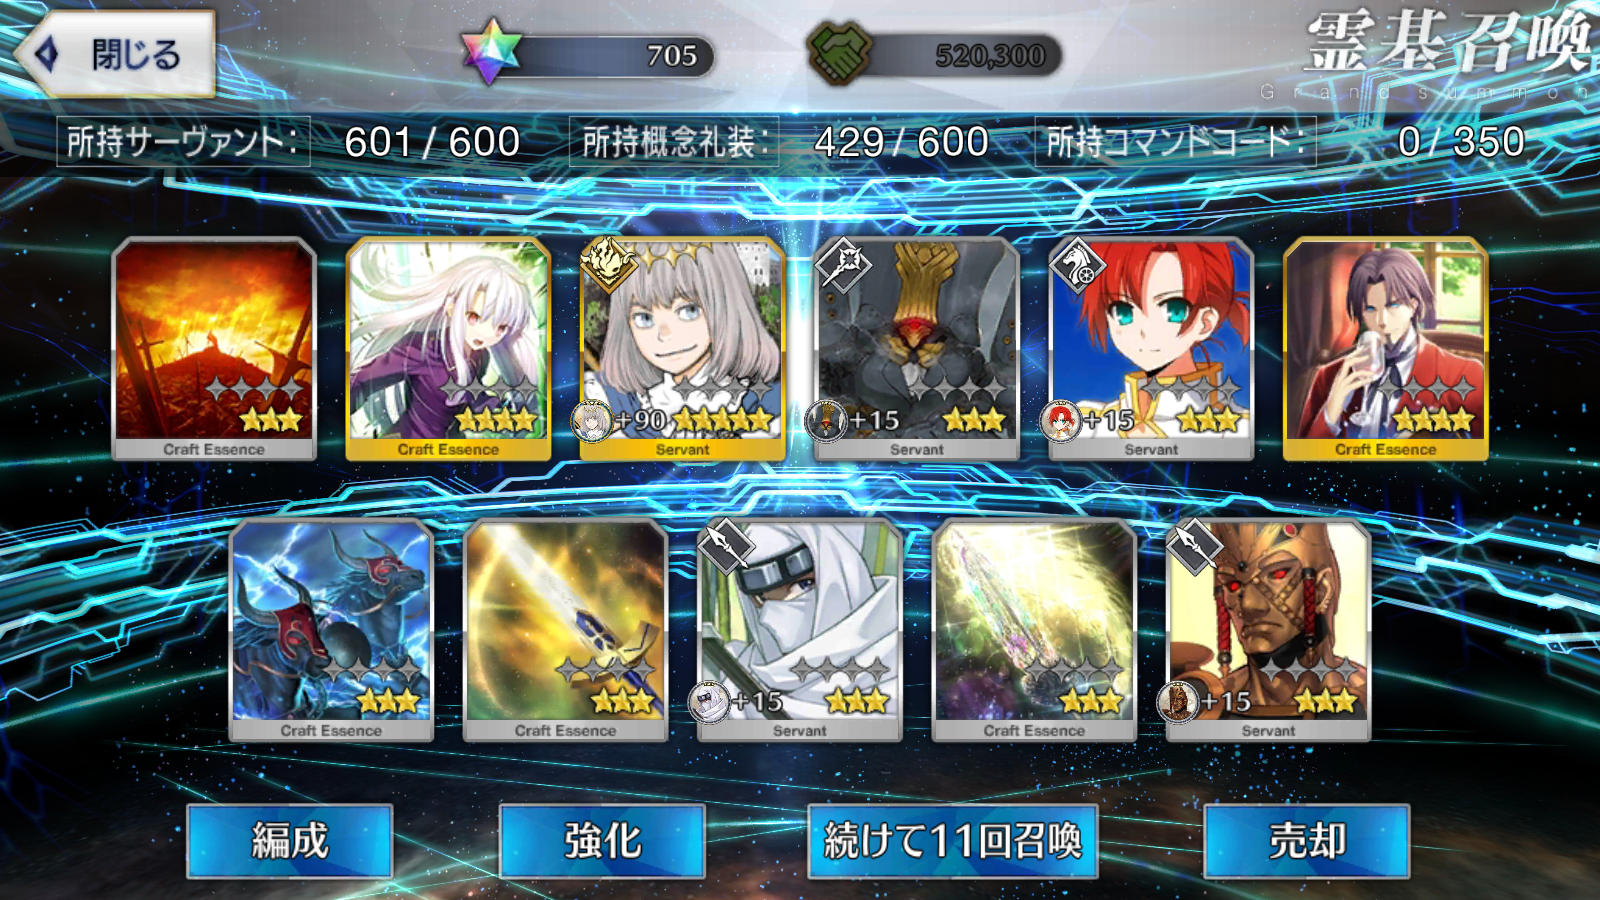 閉じる
705
520,300
霊基召喚
Grand summon
所持サーヴァント: 601 / 600
所持概念礼装: 429 / 600
所持コマンドコード: 0 / 350
+90
+15
+15
Craft Essence
Craft Essence
Servant
Servant
Servant
Craft Essence
+15
+15
Craft Essence
Craft Essence
Servant
Craft Essence
Servant
編成
強化
続けて11回召喚
売却